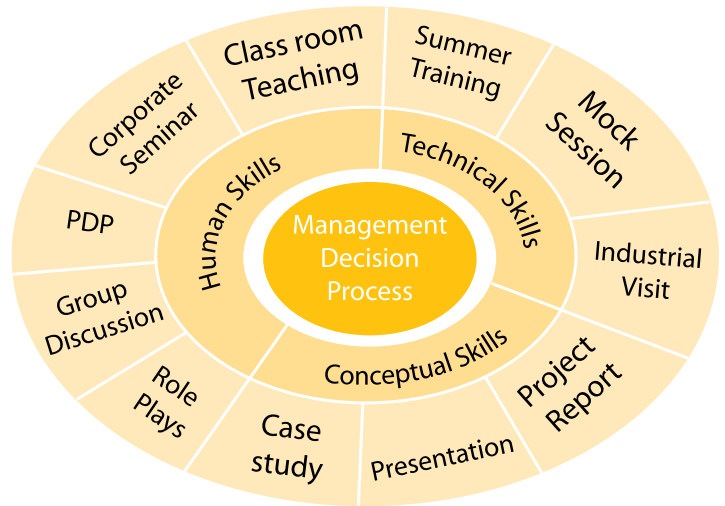 Class room
Teaching
Summer
Training
Mock
Session
Industrial
Visit
Project
Report
Presentation
Case
study
Role
Plays
Group
Discussion
PDP
Corporate
Seminar
Human Skills
Technical Skills
Conceptual Skills
Management
Decision
Process